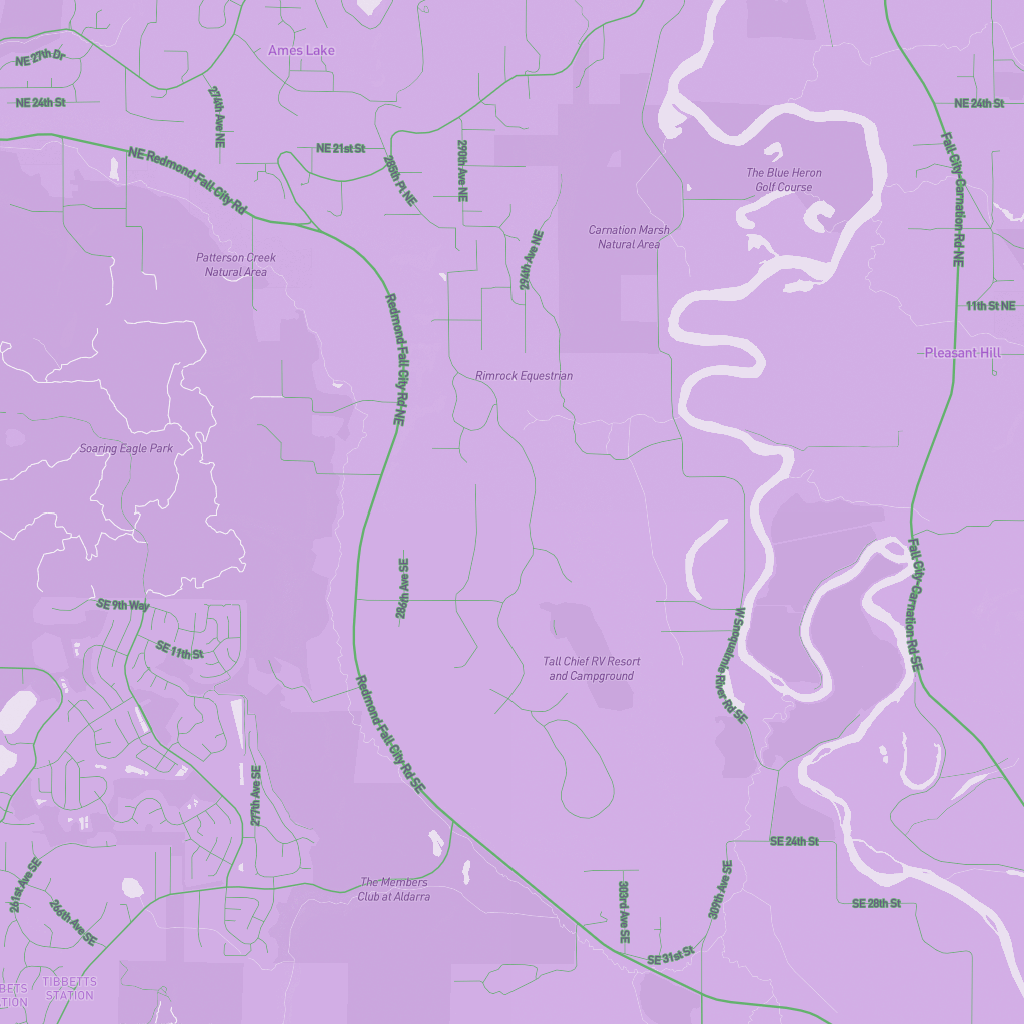 Ames Lake
NE 27th Dr
NE 24th St
274th Ave NE
NE 24th St
NE 21st St
NE Redmond-Fall-City-Rd
285th Pl NE
290th Ave NE
Fall-City-Carnation-Rd-NE
The Blue Heron
Golf Course
Carnation Marsh
Natural Area
Patterson Creek
Natural Area
294th Ave NE
11th St NE
Redmond-Fall-City-Rd-NE
Pleasant Hill
Rimrock Equestrian
Soaring Eagle Park
286th Ave SE
Fall-City-Carnation-Rd-SE
SE 9th Way
SE 11th St
W Snoqualmie River Rd SE
Tall Chief RV Resort
and Campground
Redmond-Fall-City-Rd-SE
277th Ave SE
SE 24th St
261st Ave SE
The Members
Club at Aldarra
303rd Ave SE
309th Ave SE
SE 28th St
266th Ave SE
SE 31st St
TIBBETTS
STATION
BETS
TION